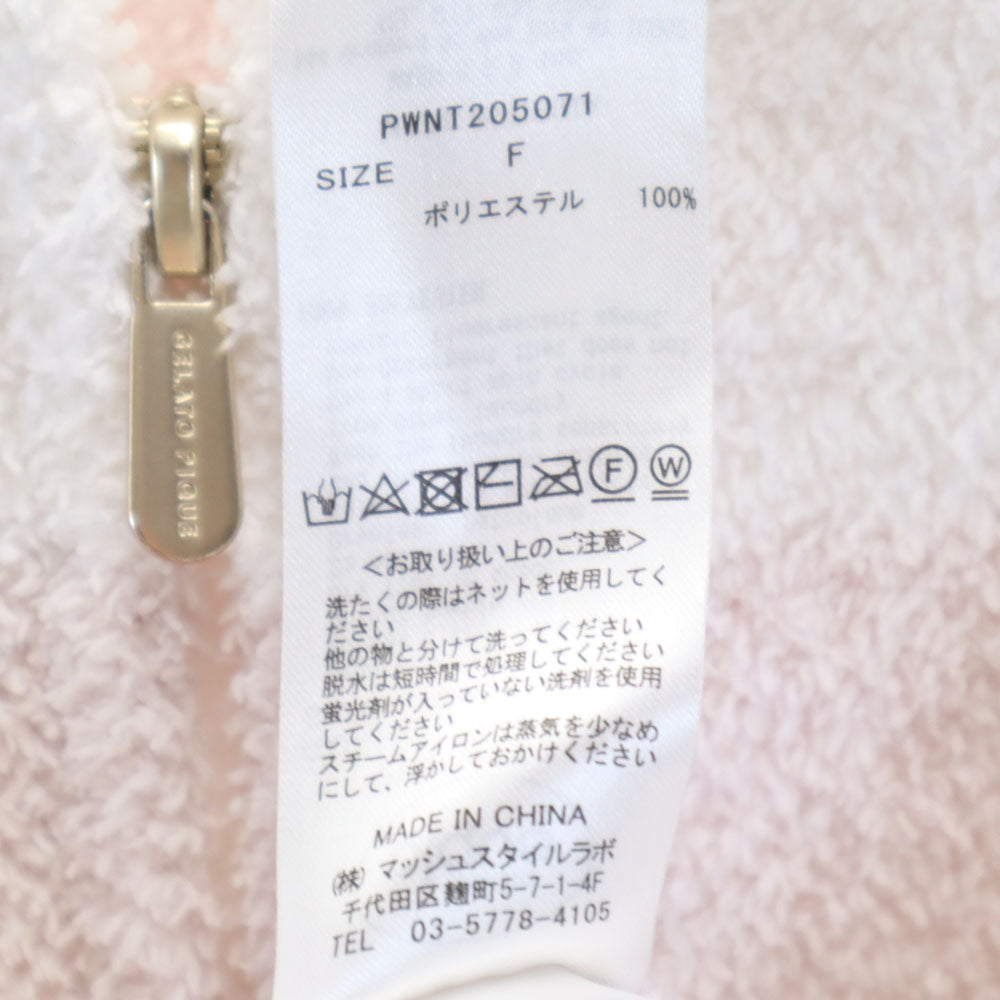 GELATO PIQUE
PWNT205071
SIZE F
ポリエステル 100%
F W
<お取り扱い上のご注意>
洗たくの際はネットを使用してく
ださい
他の物と分けて洗ってください
脱水は短時間で処理してください
蛍光剤が入っていない洗剤を使用
してください
スチームアイロンは蒸気を少なめ
にして、浮かしておかけください
MADE IN CHINA
(株)マッシュスタイルラボ
千代田区麹町5-7-1-4F
TEL 03-5778-4105